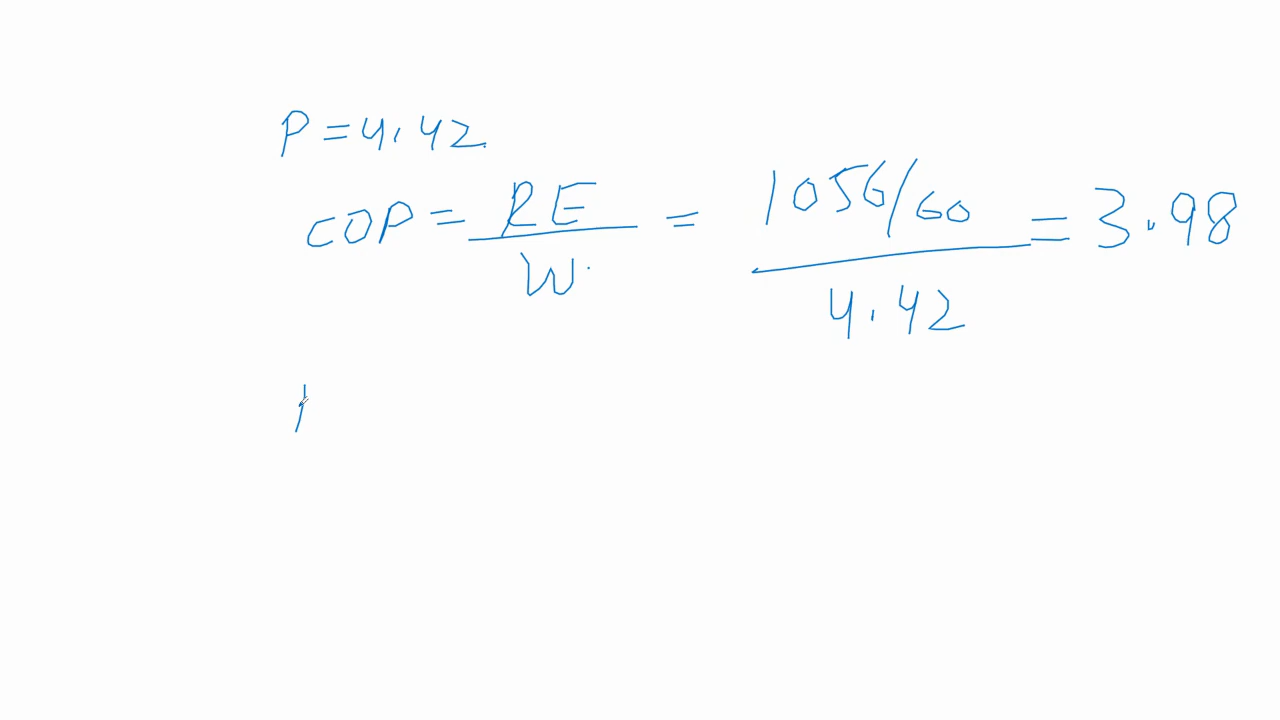 P = 4.42
COP = RE / W. = 1056/60 / 4.42 = 3.98